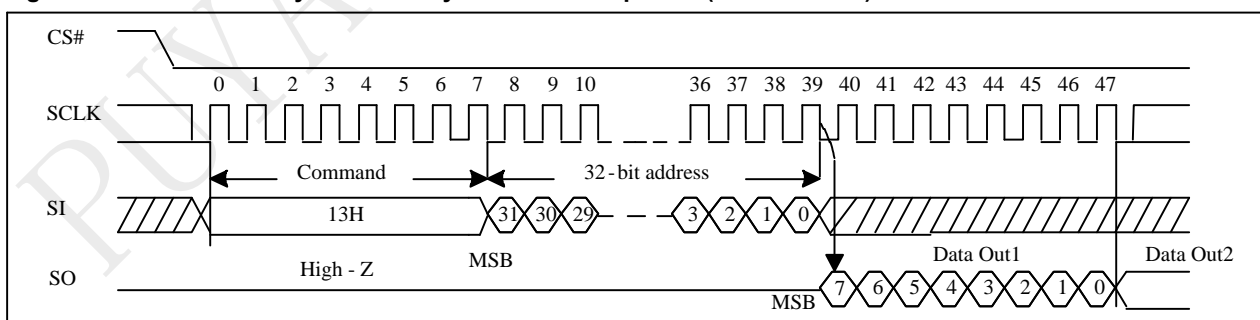 PUYA
CS#
0 1 2 3 4 5 6 7 8 9 10 36 37 38 39 40 41 42 43 44 45 46 47
SCLK
Command 32-bit address
SI 13H 31 30 29 3 2 1 0
Data Out1 Data Out2
High - Z MSB
SO MSB 7 6 5 4 3 2 1 0